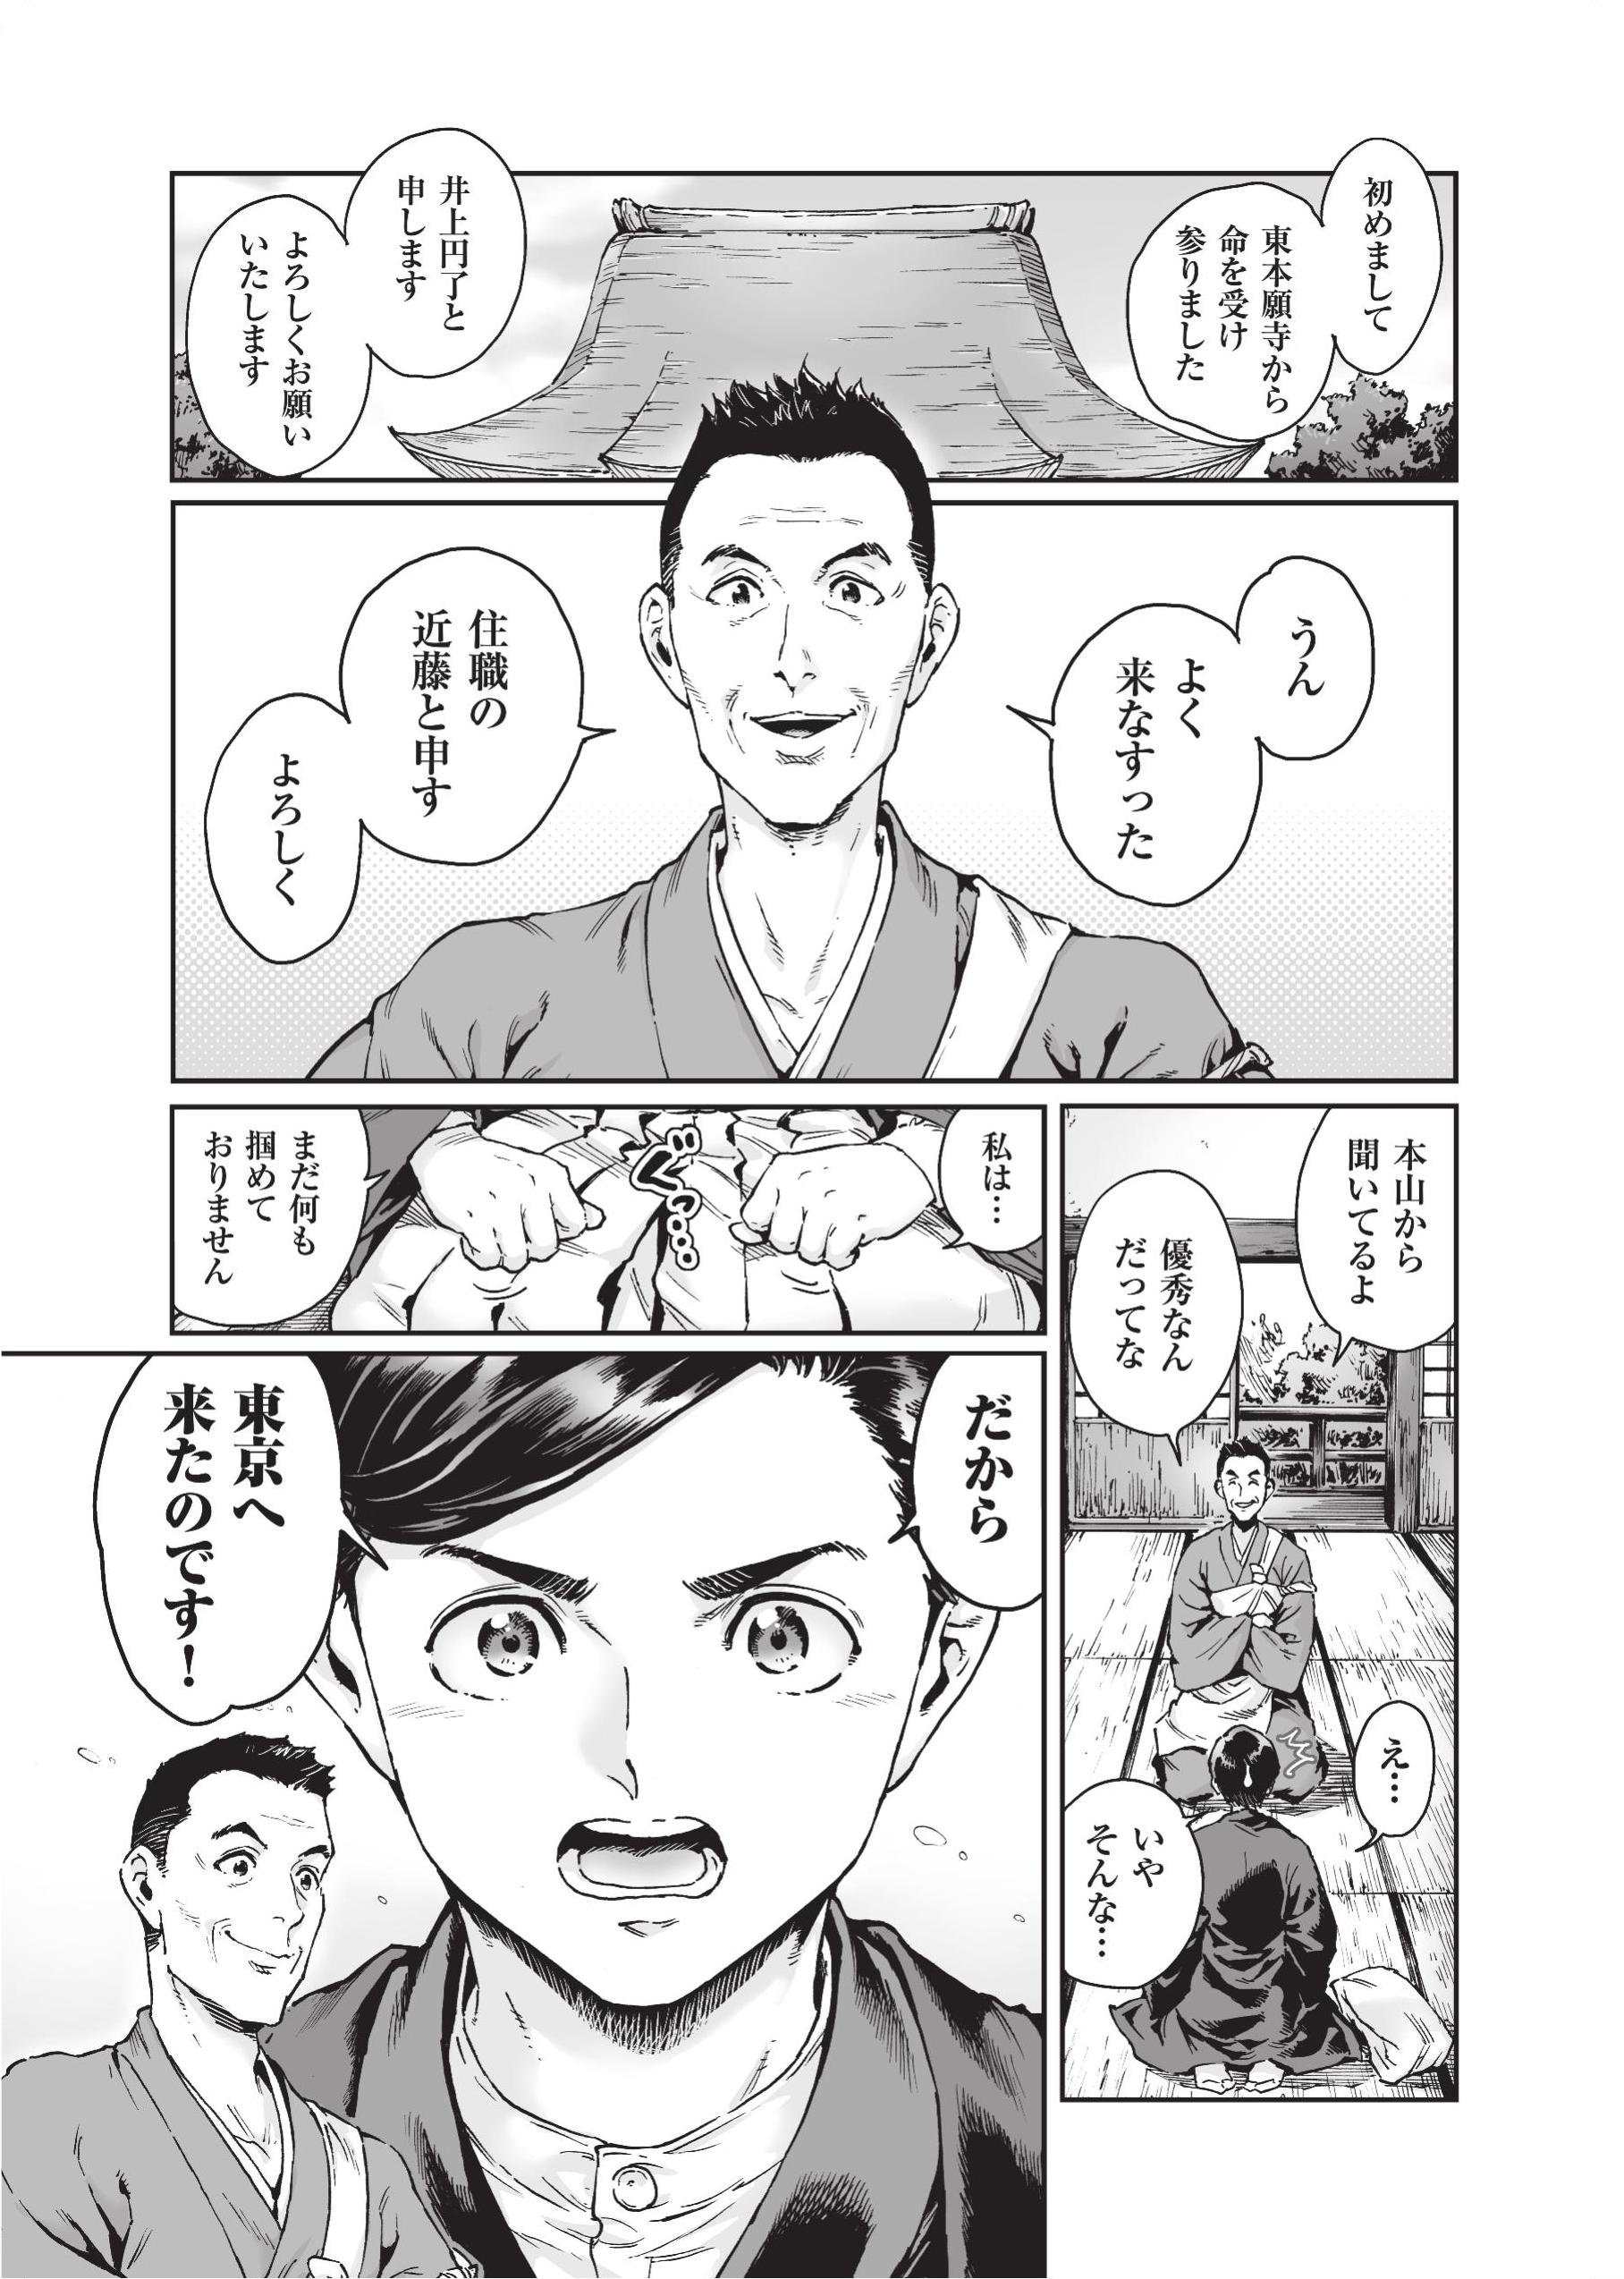 初めまして
東本願寺から
命を受け
参りました
井上円了と
申します
よろしくお願い
いたします
うん
よく
来なすった
住職の
近藤と申す
よろしく
本山から
聞いてるよ
優秀なん
だってな
え…
いや
そんな…
私は…
ぐっ…
まだ何も
掴めて
おりません
だから
東京へ
来たのです！